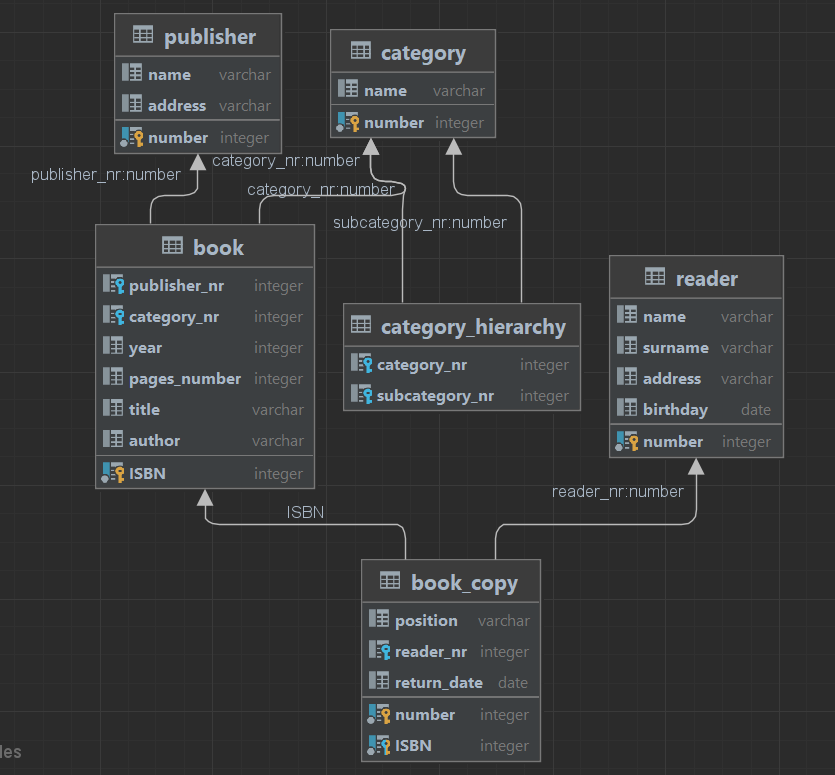 publisher
name varchar
address varchar
number integer
category
name varchar
number integer
category_nr:number
publisher_nr:number
category_nr:number
subcategory_nr:number
book
publisher_nr integer
category_nr integer
year integer
pages_number integer
title varchar
author varchar
ISBN integer
category_hierarchy
category_nr integer
subcategory_nr integer
reader
name varchar
surname varchar
address varchar
birthday date
number integer
reader_nr:number
ISBN
book_copy
position varchar
reader_nr integer
return_date date
number integer
ISBN integer
les